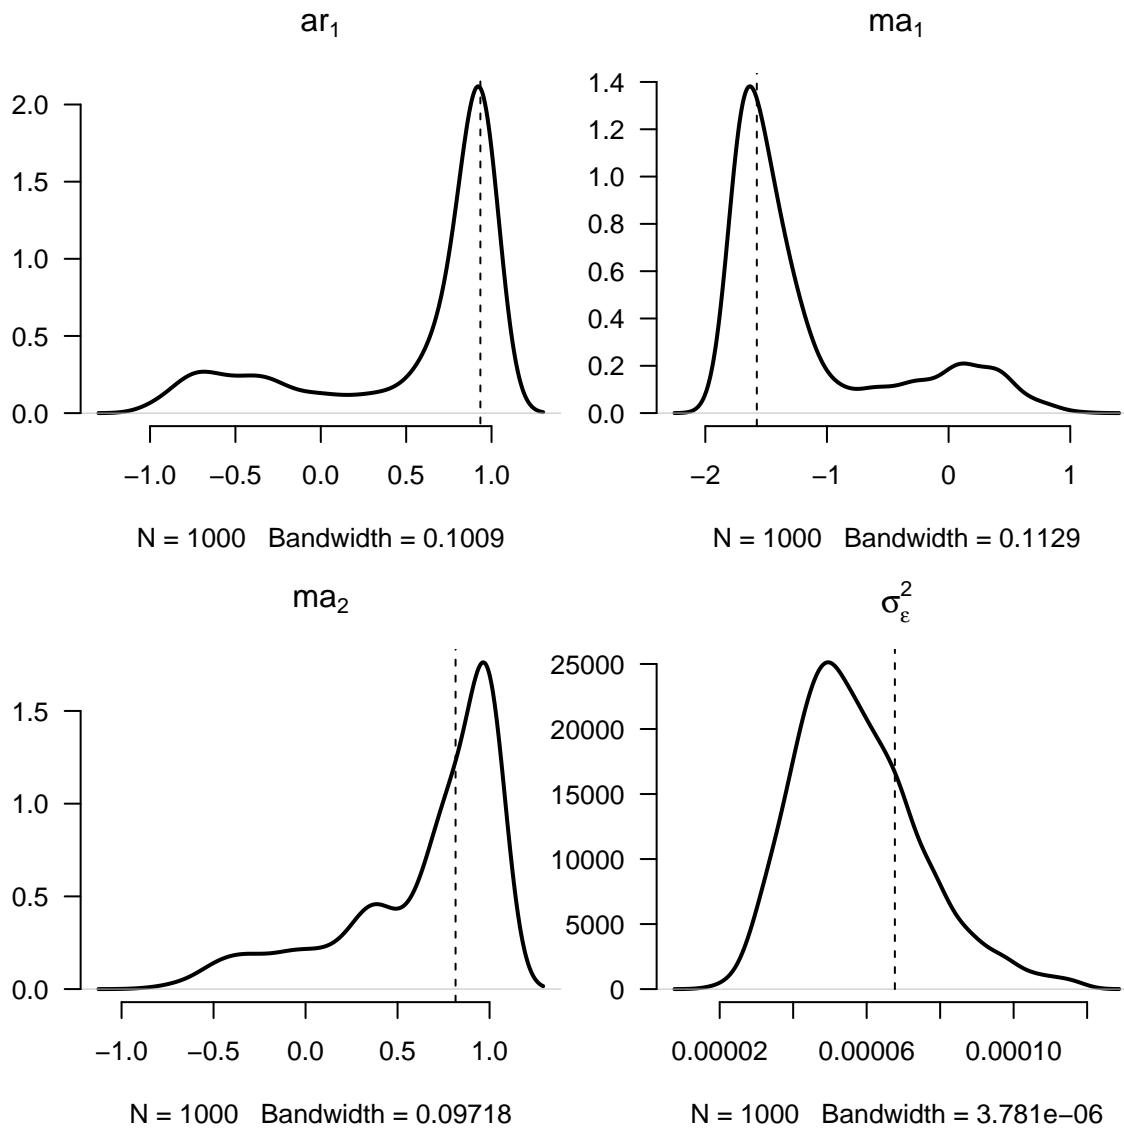 ar₁
2.0
1.5
1.0
0.5
0.0
−1.0 −0.5 0.0 0.5 1.0
N = 1000 Bandwidth = 0.1009
ma₁
1.4
1.2
1.0
0.8
0.6
0.4
0.2
0.0
−2 −1 0 1
N = 1000 Bandwidth = 0.1129
ma₂
1.5
1.0
0.5
0.0
−1.0 −0.5 0.0 0.5 1.0
N = 1000 Bandwidth = 0.09718
σ²ε
25000
20000
15000
10000
5000
0
0.00002 0.00006 0.00010
N = 1000 Bandwidth = 3.781e−06